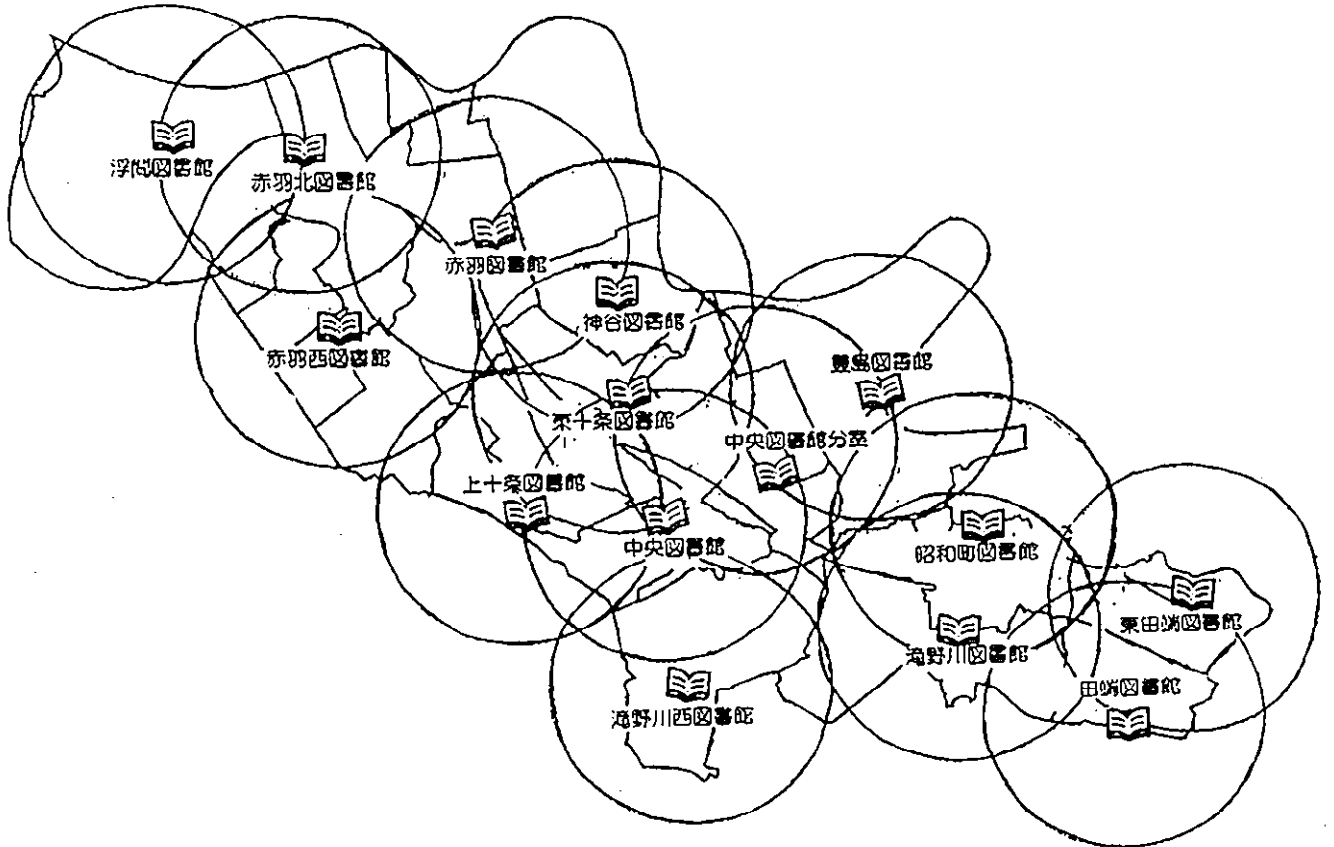 浮間図書館
赤羽北図書館
赤羽図書館
神谷図書館
赤羽西図書館
豊島図書館
東十条図書館
中央図書館分室
上十条図書館
中央図書館
昭和町図書館
東田端図書館
滝野川図書館
田端図書館
滝野川西図書館